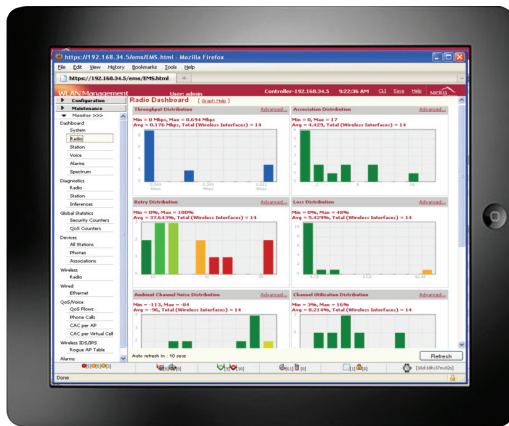 https://192.168.34.5/ems/EMS.html - Mozilla Firefox
File Edit View History Bookmarks Tools Help
https://192.168.34.5/ems/EMS.html
WLAN Management User: admin Controller-192.168.34.5 9:22:36 AM CLI Save Help MERU
Configuration
Maintenance
Monitor >>>
Dashboard
System
Radio
Station
Voice
Alarms
Spectrum
Diagnostics
Radio
Station
Inferences
Global Statistics
Security Counters
QoS Counters
Devices
All Stations
Phones
Associations
Wireless
Radio
Wired
Ethernet
QoS/Voice
QoS Flows
Phone Calls
CAC per AP
CAC per Virtual Cell
Wireless IDS/IPS
Rogue AP Table
Alarms
Radio Dashboard [ Graph Help ]
Throughput Distribution Advanced...
Min = 0 Mbps, Max = 0.694 Mbps
Avg = 0.176 Mbps, Total (Wireless Interfaces) = 14
Association Distribution Advanced...
Min = 0, Max = 17
Avg = 4.429, Total (Wireless Interfaces) = 14
Retry Distribution Advanced...
Min = 0%, Max = 100%
Avg = 37.643%, Total (Wireless Interfaces) = 14
Loss Distribution Advanced...
Min = 0%, Max = 40%
Avg = 5.429%, Total (Wireless Interfaces) = 14
Ambient Channel Noise Distribution Advanced...
Min = -113, Max = -84
Avg = -96, Total (Wireless Interfaces) = 14
Channel Utilization Distribution Advanced...
Min = 3%, Max = 16%
Avg = 8.214%, Total (Wireless Interfaces) = 14
Auto refresh in : 10 secs Refresh
Done